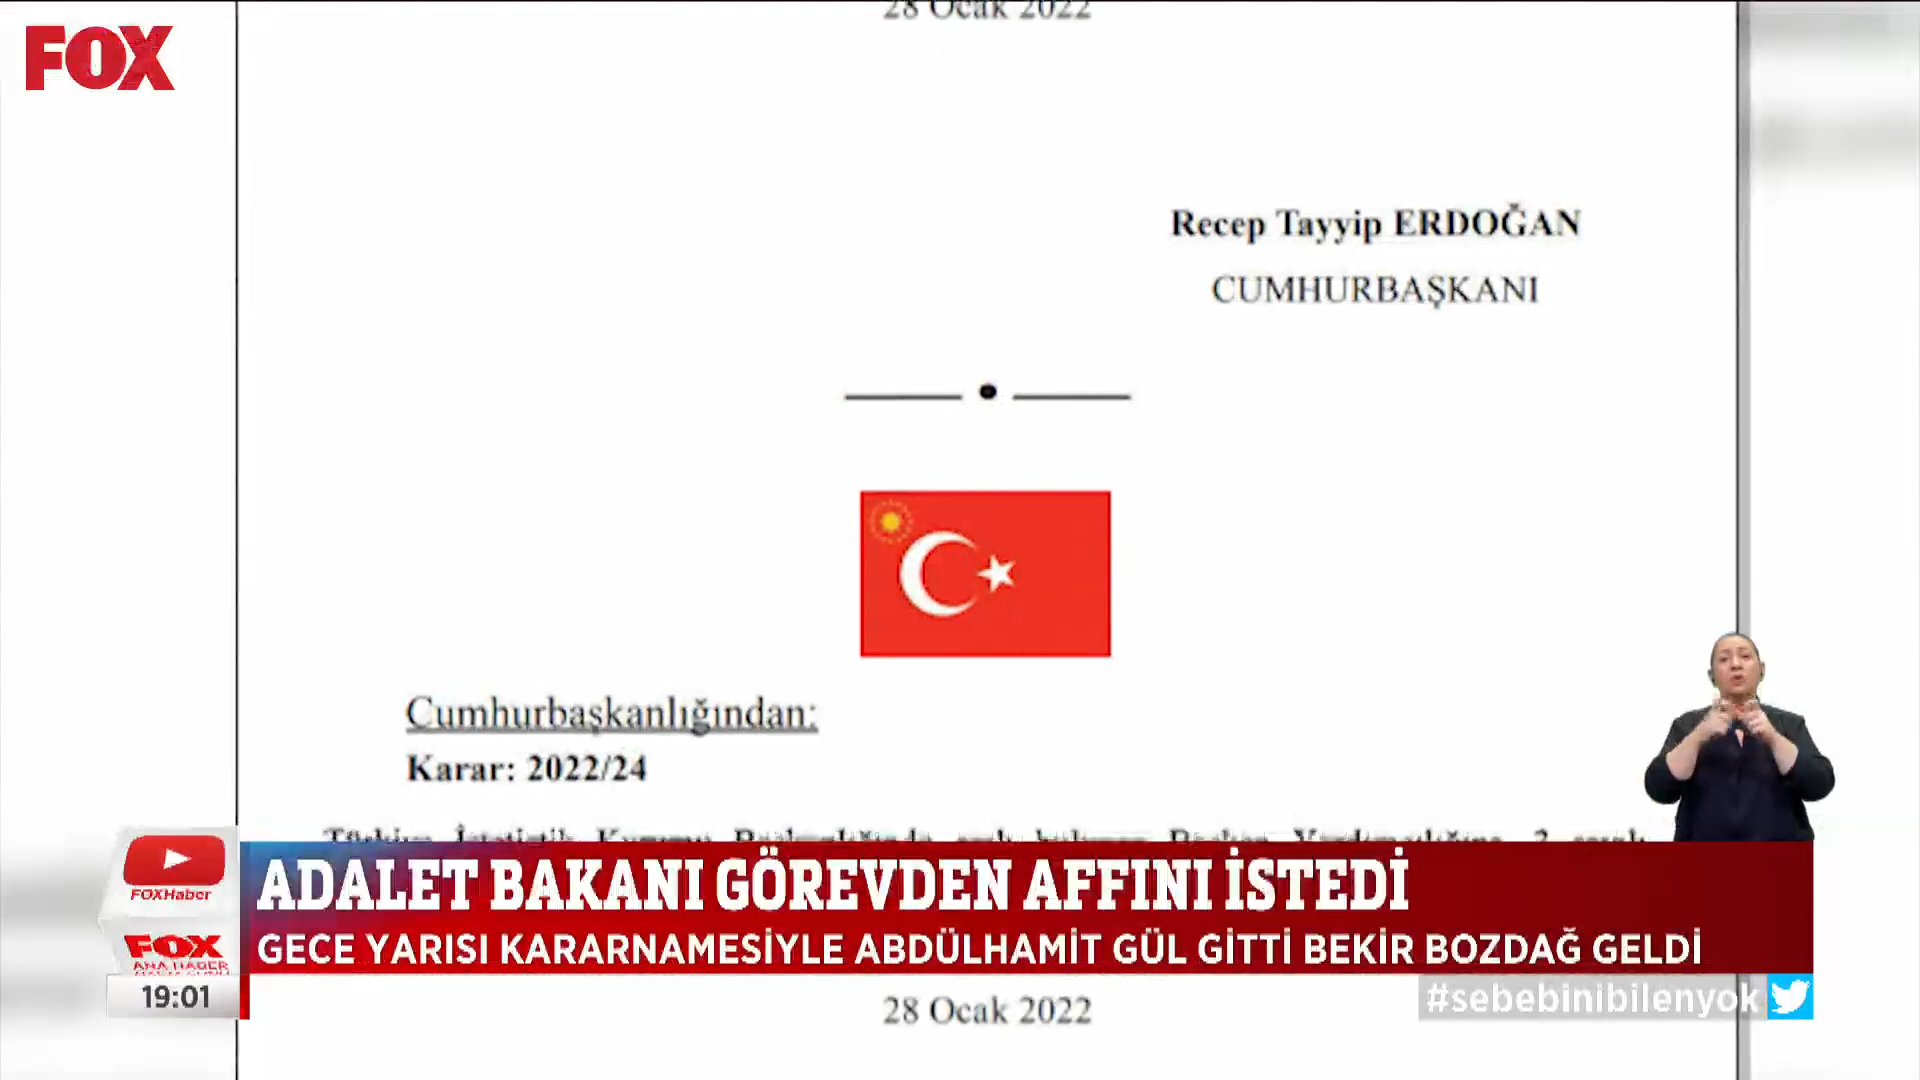 28 Ocak 2022
FOX
Recep Tayyip ERDOĞAN
CUMHURBAŞKANI
Cumhurbaşkanlığından:
Karar: 2022/24
FOXHaber
ADALET BAKANI GÖREVDEN AFFINI İSTEDİ
GECE YARISI KARARNAMESİYLE ABDÜLHAMİT GÜL GİTTİ BEKİR BOZDAĞ GELDİ
FOX
ANA HABER
19:01
28 Ocak 2022
#sebebinibilenyok